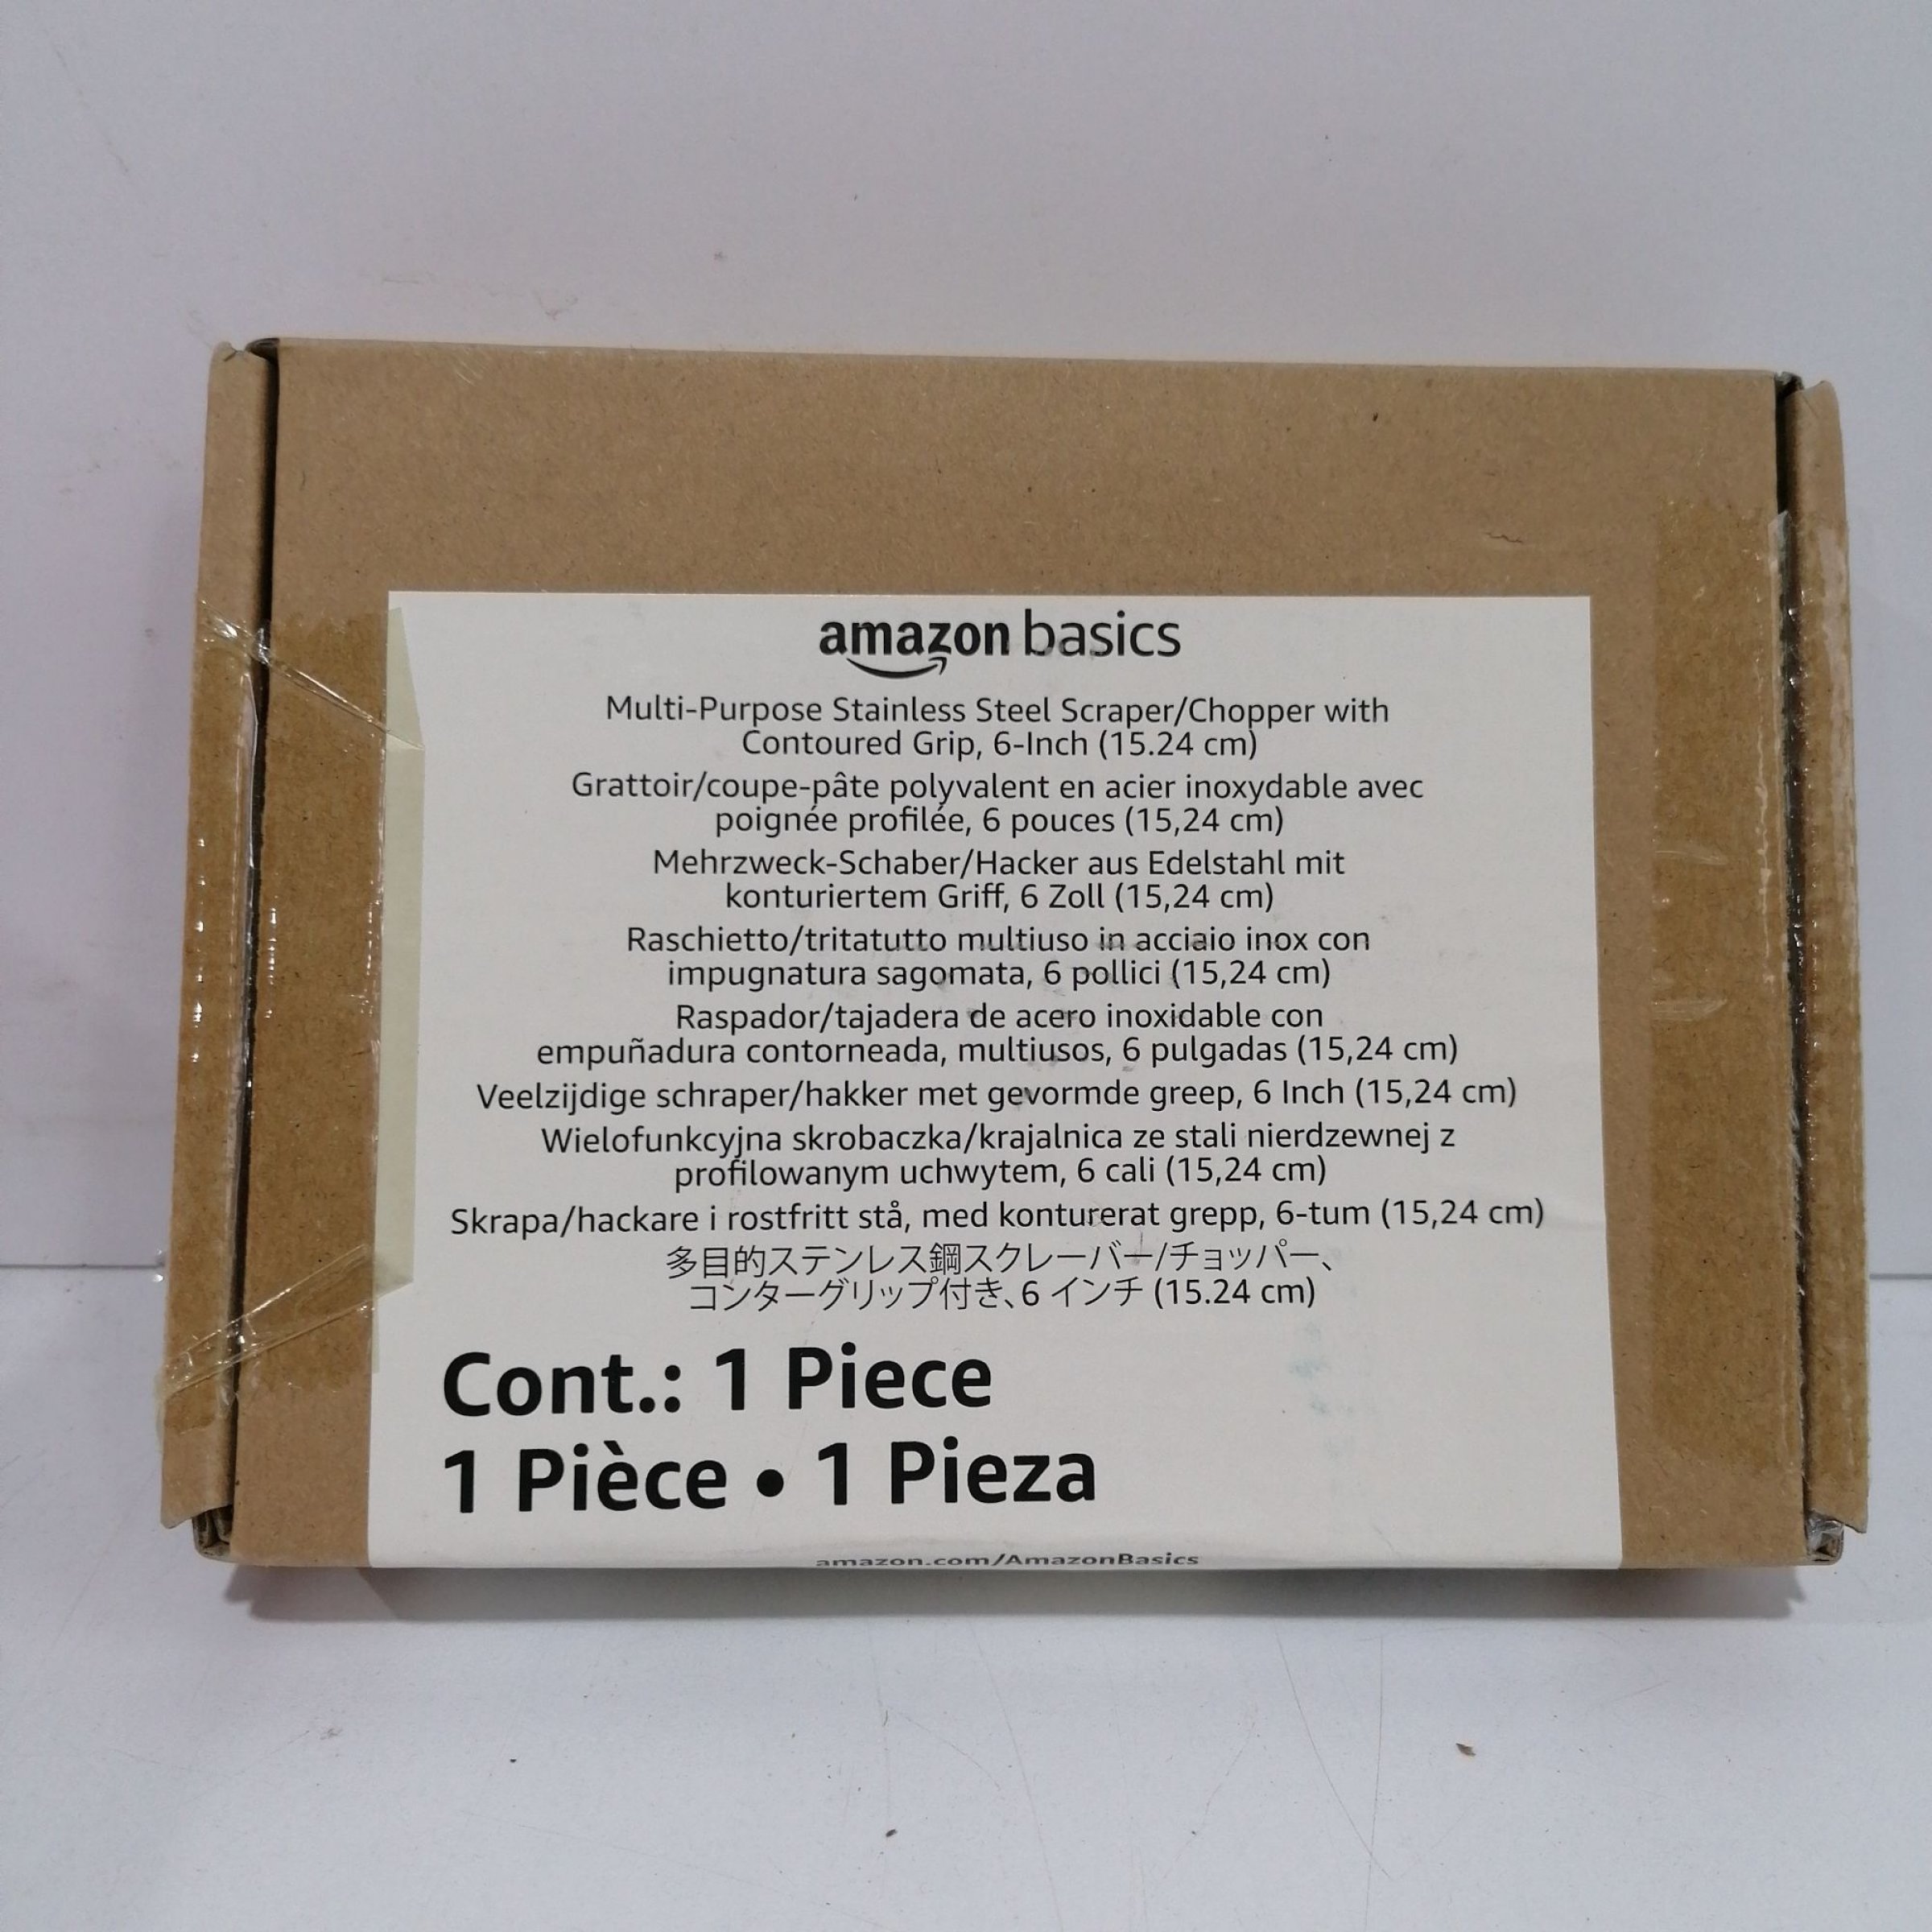 amazon basics
Multi-Purpose Stainless Steel Scraper/Chopper with
Contoured Grip, 6-Inch (15.24 cm)
Grattoir/coupe-pâte polyvalent en acier inoxydable avec
poignée profilée, 6 pouces (15,24 cm)
Mehrzweck-Schaber/Hacker aus Edelstahl mit
konturiertem Griff, 6 Zoll (15,24 cm)
Raschietto/tritatutto multiuso in acciaio inox con
impugnatura sagomata, 6 pollici (15,24 cm)
Raspador/tajadera de acero inoxidable con
empuñadura contorneada, multiusos, 6 pulgadas (15,24 cm)
Veelzijdige schraper/hakker met gevormde greep, 6 Inch (15,24 cm)
Wielofunkcyjna skrobaczka/krajalnica ze stali nierdzewnej z
profilowanym uchwytem, 6 cali (15,24 cm)
Skrapa/hackare i rostfritt stå, med konturerat grepp, 6-tum (15,24 cm)
多目的ステンレス鋼スクレーバー/チョッパー、
コンターグリップ付き、6 インチ (15.24 cm)
Cont.: 1 Piece
1 Pièce • 1 Pieza
amazon.com/AmazonBasics